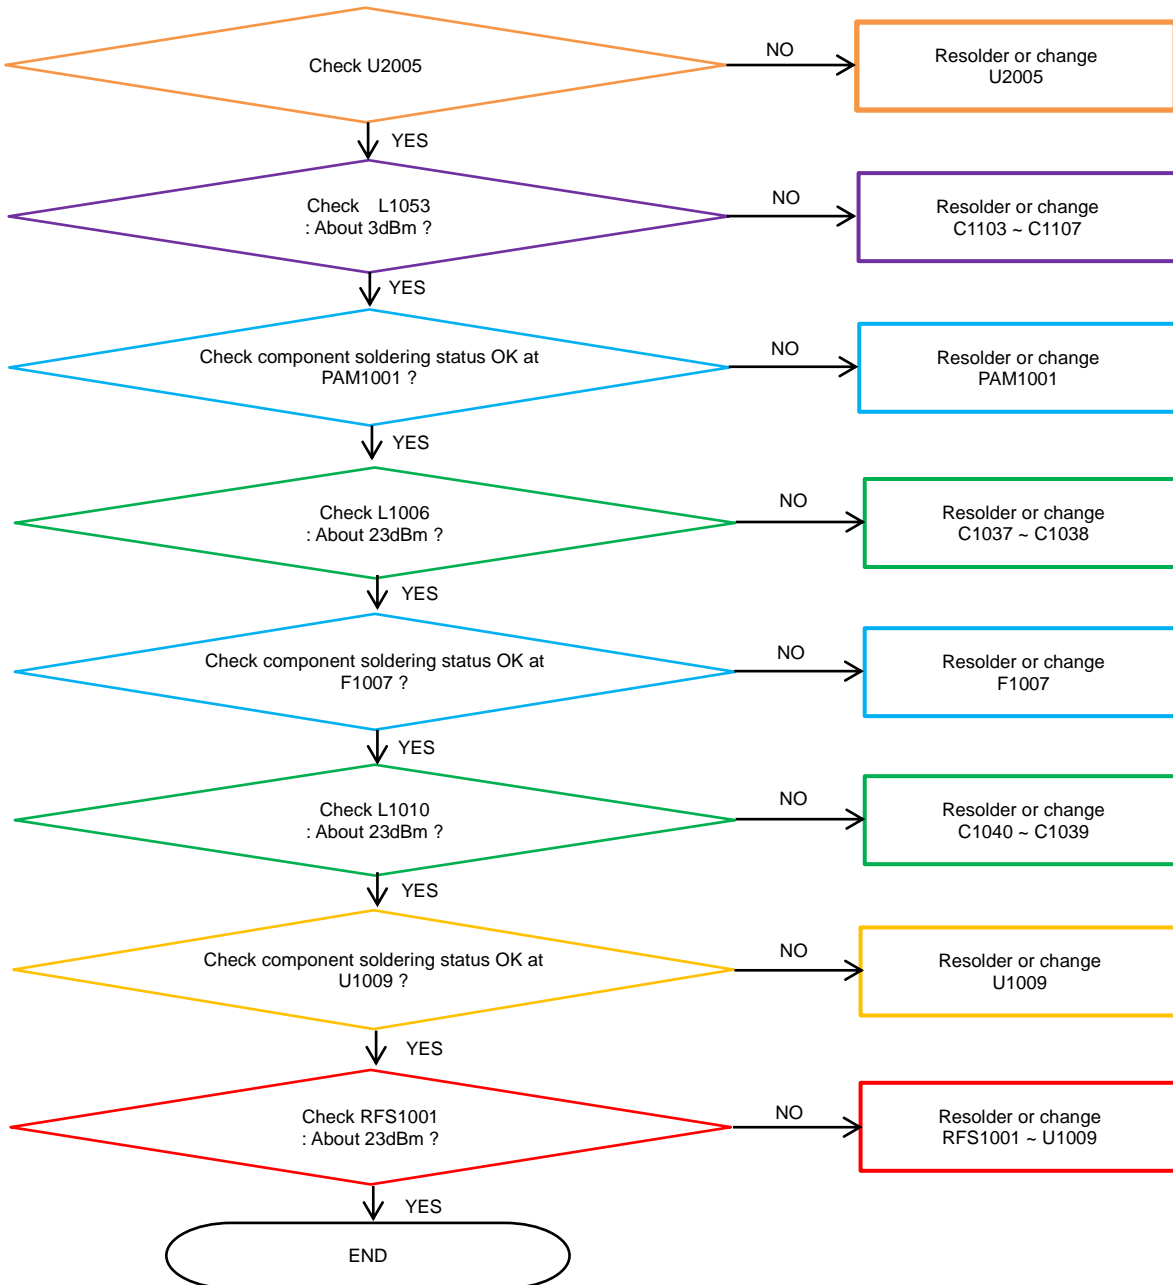 Check U2005
NO
Resolder or change
U2005
YES
Check L1053
: About 3dBm ?
NO
Resolder or change
C1103 ~ C1107
YES
Check component soldering status OK at
PAM1001 ?
NO
Resolder or change
PAM1001
YES
Check L1006
: About 23dBm ?
NO
Resolder or change
C1037 ~ C1038
YES
Check component soldering status OK at
F1007 ?
NO
Resolder or change
F1007
YES
Check L1010
: About 23dBm ?
NO
Resolder or change
C1040 ~ C1039
YES
Check component soldering status OK at
U1009 ?
NO
Resolder or change
U1009
YES
Check RFS1001
: About 23dBm ?
NO
Resolder or change
RFS1001 ~ U1009
YES
END